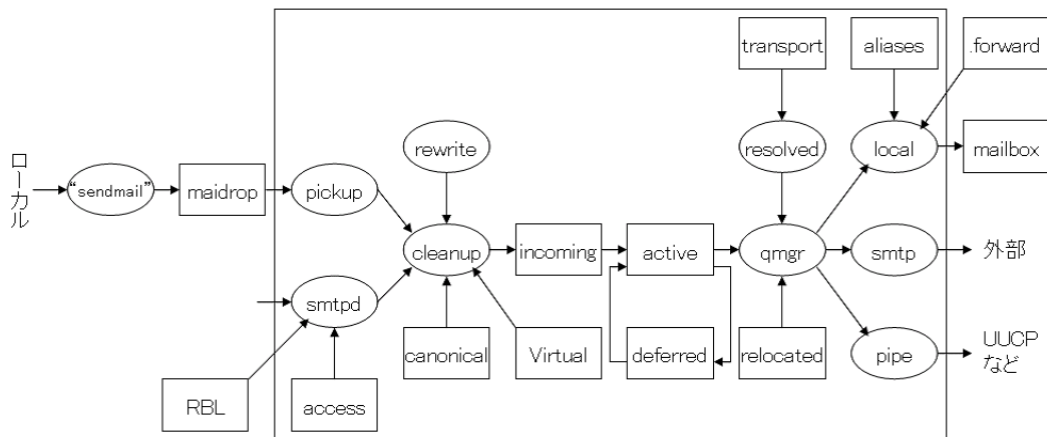 transport
aliases
.forward
rewrite
resolved
local
mailbox
ローカル
"sendmail"
maidrop
pickup
cleanup
incoming
active
qmgr
smtp
外部
smtpd
canonical
Virtual
deferred
relocated
pipe
UUCP
など
RBL
access